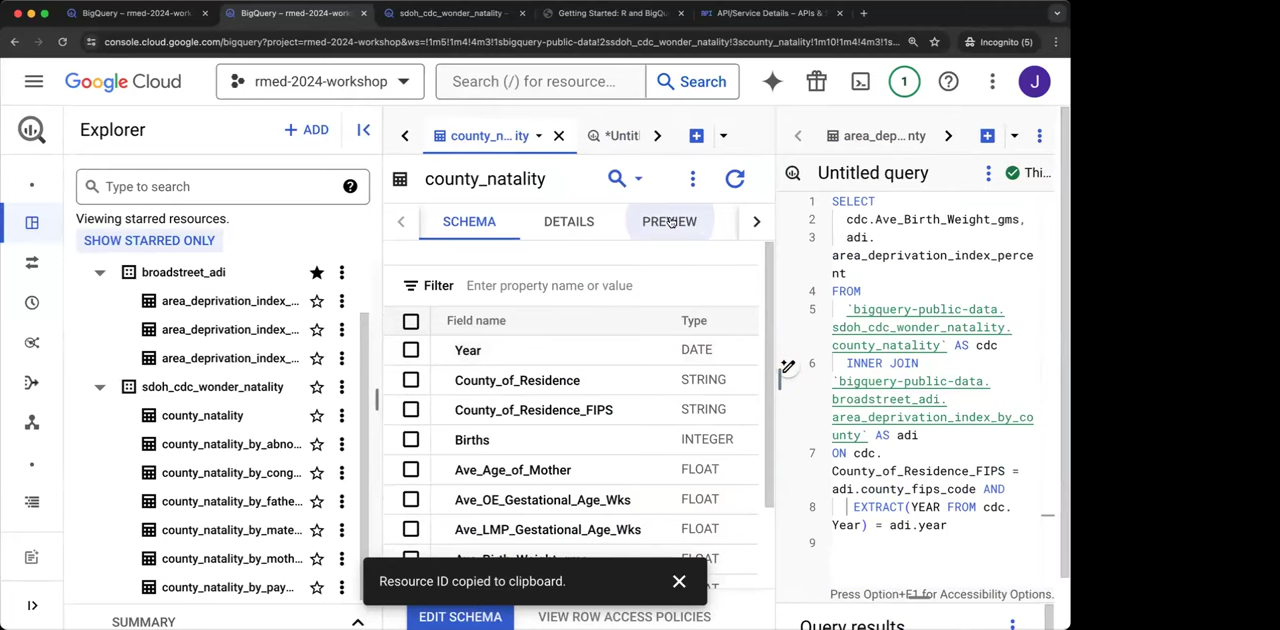 BigQuery – rmed-2024-work
BigQuery – rmed-2024-work
sdoh_cdc_wonder_natality –
Getting Started: R and BigQu
API/Service Details – APIs &
console.cloud.google.com/bigquery?project=rmed-2024-workshop&ws=!1m5!1m4!4m3!1sbigquery-public-data!2ssdoh_cdc_wonder_natality!3scounty_natality!1m10!1m4!4m3!1s...
Incognito (5)
Google Cloud
rmed-2024-workshop
Search (/) for resource...
Search
1
J
Explorer
+ ADD
county_n... ity
*Untit
area_dep...nty
Type to search
Viewing starred resources.
SHOW STARRED ONLY
broadstreet_adi
area_deprivation_index_...
area_deprivation_index_...
area_deprivation_index_...
sdoh_cdc_wonder_natality
county_natality
county_natality_by_abno...
county_natality_by_cong...
county_natality_by_fathe...
county_natality_by_mate...
county_natality_by_moth...
county_natality_by_pay...
SUMMARY
county_natality
SCHEMA
DETAILS
PREVIEW
Filter Enter property name or value
Field name Type
Year DATE
County_of_Residence STRING
County_of_Residence_FIPS STRING
Births INTEGER
Ave_Age_of_Mother FLOAT
Ave_OE_Gestational_Age_Wks FLOAT
Ave_LMP_Gestational_Age_Wks FLOAT
Resource ID copied to clipboard.
EDIT SCHEMA
VIEW ROW ACCESS POLICIES
Untitled query
Thi...
1 SELECT
2 cdc.Ave_Birth_Weight_gms,
3 adi.
area_deprivation_index_perce
nt
4 FROM
5 `bigquery-public-data.
sdoh_cdc_wonder_natality.
county_natality` AS cdc
6 INNER JOIN
`bigquery-public-data.
broadstreet_adi.
area_deprivation_index_by_co
unty` AS adi
7 ON cdc.
County_of_Residence_FIPS =
adi.county_fips_code AND
8 EXTRACT(YEAR FROM cdc.
Year) = adi.year
9
Press Option+F1 for Accessibility Options.
Query results